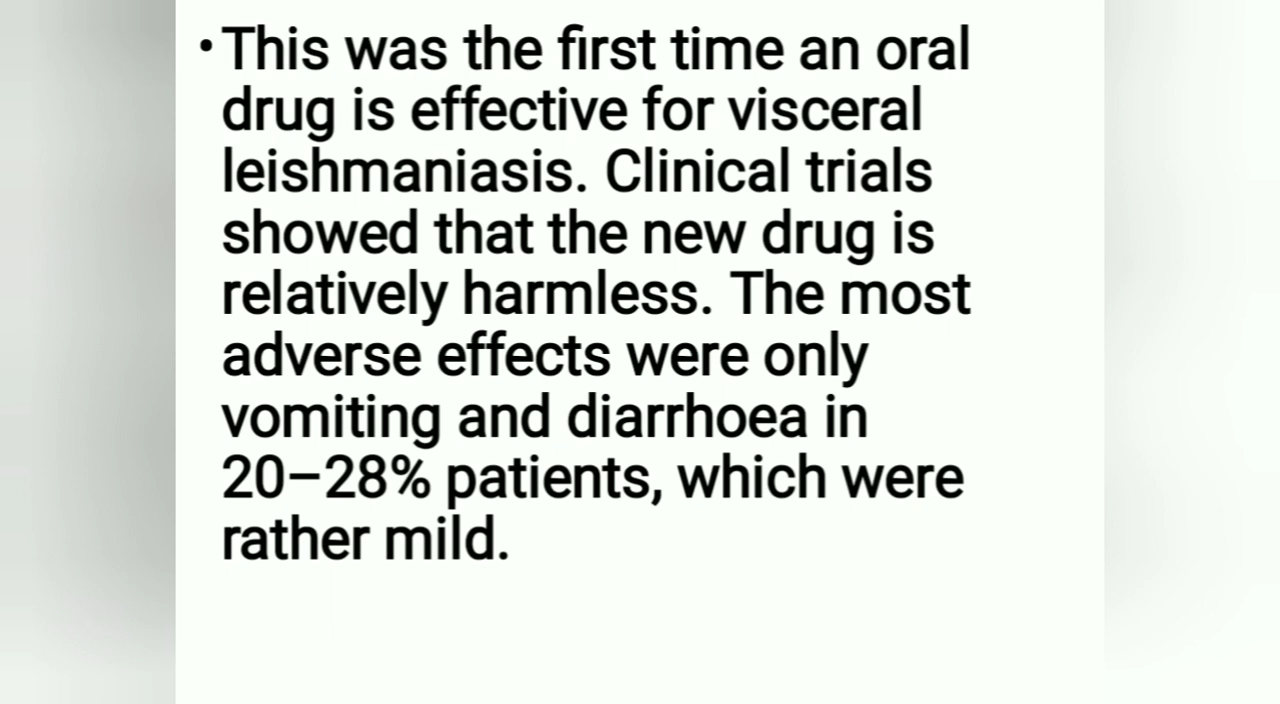 •This was the first time an oral
drug is effective for visceral
leishmaniasis. Clinical trials
showed that the new drug is
relatively harmless. The most
adverse effects were only
vomiting and diarrhoea in
20–28% patients, which were
rather mild.